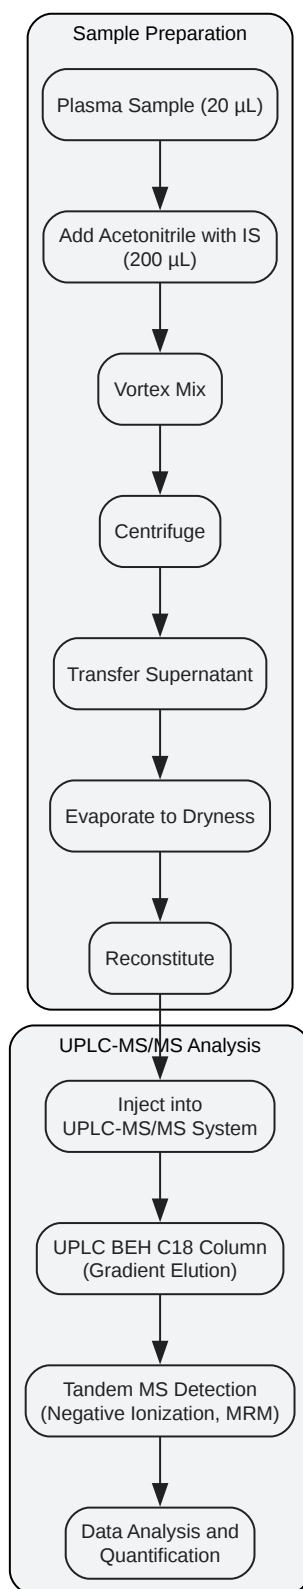 Sample Preparation
Plasma Sample (20 µL)
Add Acetonitrile with IS
(200 µL)
Vortex Mix
Centrifuge
Transfer Supernatant
Evaporate to Dryness
Reconstitute
UPLC-MS/MS Analysis
Inject into
UPLC-MS/MS System
UPLC BEH C18 Column
(Gradient Elution)
Tandem MS Detection
(Negative Ionization, MRM)
Data Analysis and
Quantification